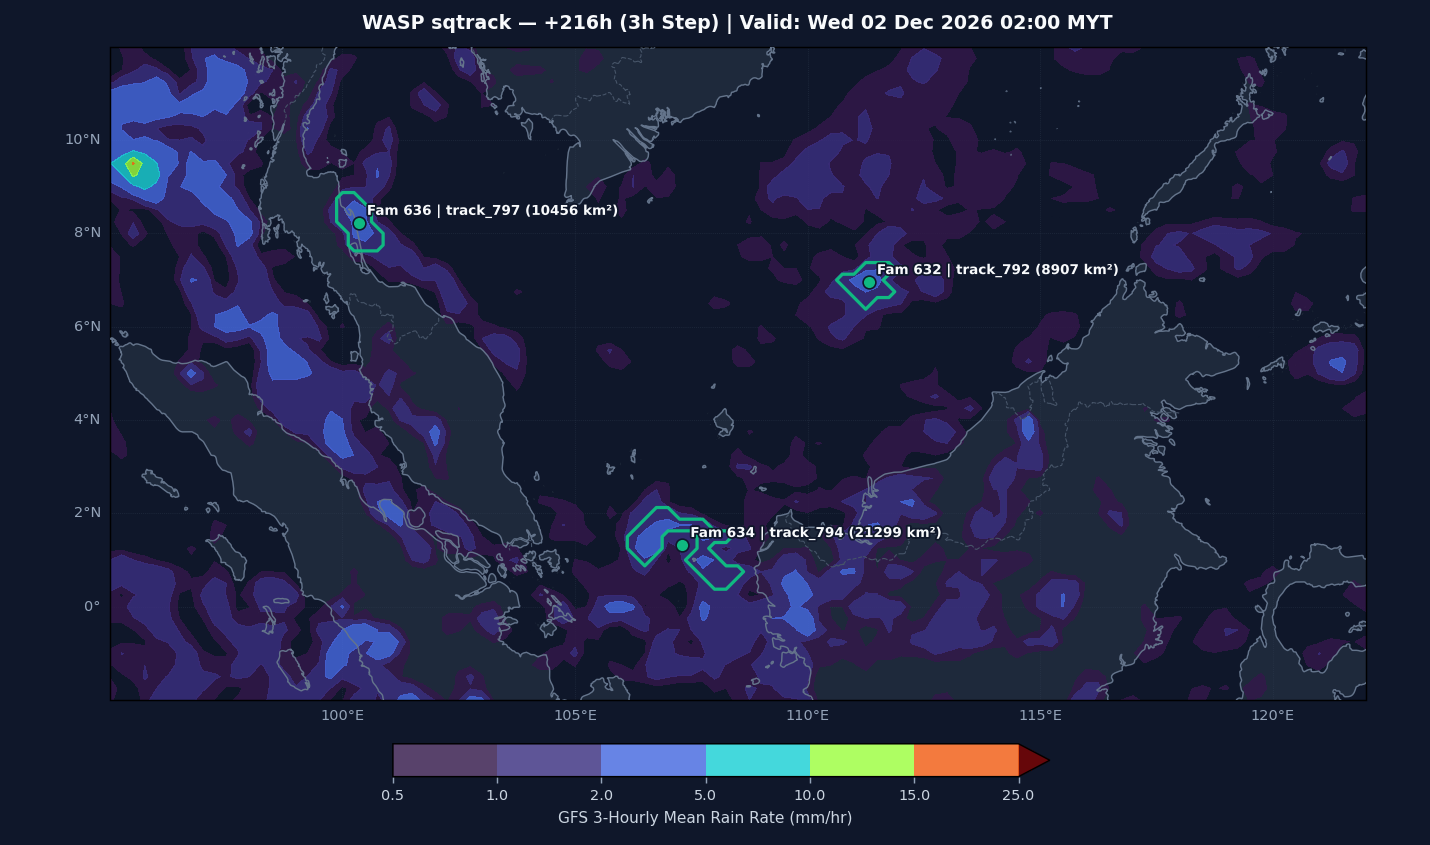 WASP sqtrack — +216h (3h Step) | Valid: Wed 02 Dec 2026 02:00 MYT
10°N
8°N
6°N
4°N
2°N
0°
Fam 636 | track_797 (10456 km²)
Fam 632 | track_792 (8907 km²)
Fam 634 | track_794 (21299 km²)
100°E 105°E 110°E 115°E 120°E
0.5 1.0 2.0 5.0 10.0 15.0 25.0
GFS 3-Hourly Mean Rain Rate (mm/hr)